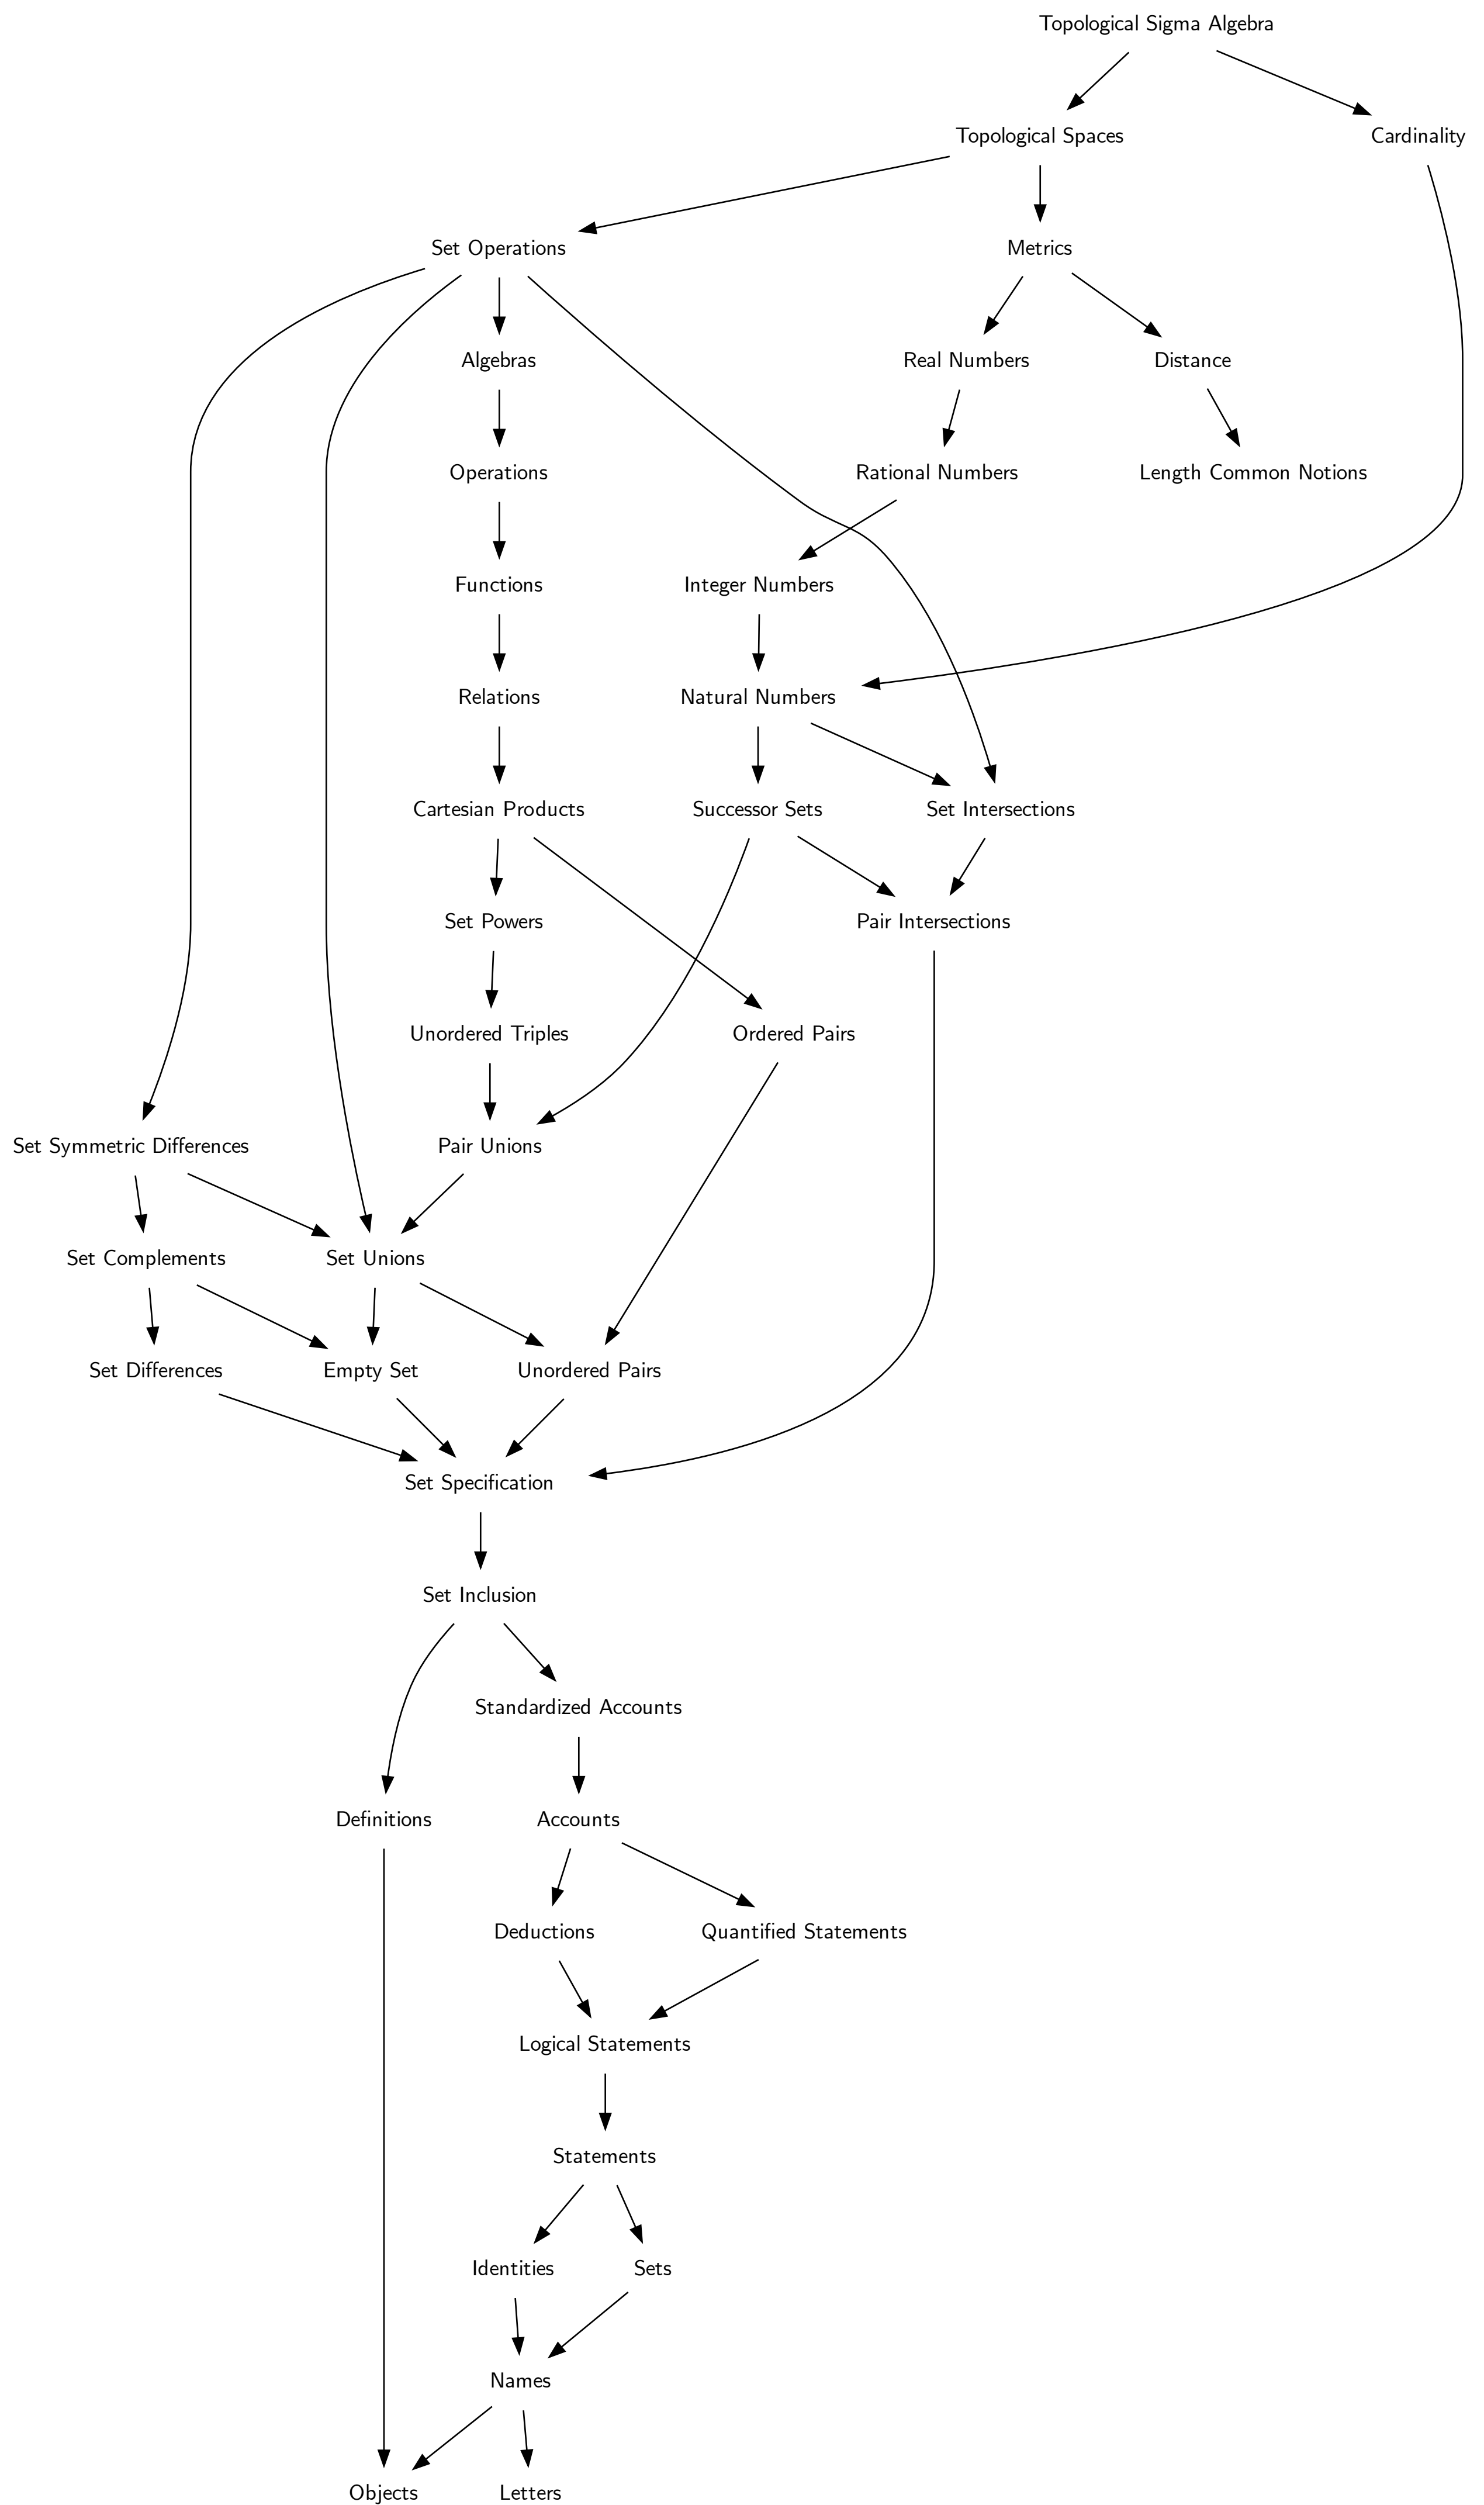 Topological Sigma Algebra
Topological Spaces
Cardinality
Set Operations
Metrics
Algebras
Real Numbers
Distance
Operations
Rational Numbers
Length Common Notions
Functions
Integer Numbers
Relations
Natural Numbers
Cartesian Products
Successor Sets
Set Intersections
Set Powers
Pair Intersections
Unordered Triples
Ordered Pairs
Set Symmetric Differences
Pair Unions
Set Complements
Set Unions
Set Differences
Empty Set
Unordered Pairs
Set Specification
Set Inclusion
Standardized Accounts
Definitions
Accounts
Deductions
Quantified Statements
Logical Statements
Statements
Identities
Sets
Names
Objects
Letters